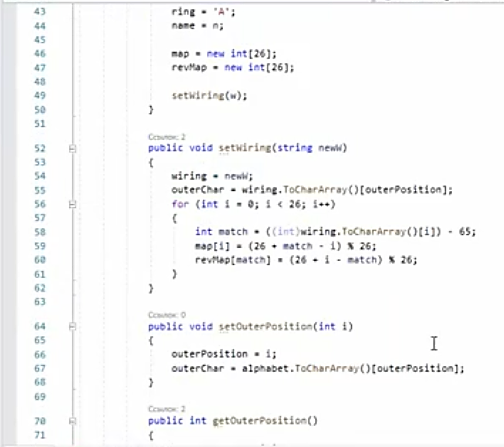 43 ring = 'A';
44 name = n;
45
46 map = new int[26];
47 revMap = new int[26];
48
49 setWiring(w);
50 }
51
Ссылок: 2
52 public void setWiring(string newW)
53 {
54 wiring = newW;
55 outerChar = wiring.ToCharArray()[outerPosition];
56 for (int i = 0; i < 26; i++)
57 {
58 int match = ((int)wiring.ToCharArray()[i]) - 65;
59 map[i] = (26 + match - i) % 26;
60 revMap[match] = (26 + i - match) % 26;
61 }
62 }
63
Ссылок: 0
64 public void setOuterPosition(int i)
65 {
66 outerPosition = i;
67 outerChar = alphabet.ToCharArray()[outerPosition];
68 }
69
Ссылок: 2
70 public int getOuterPosition()
71 {